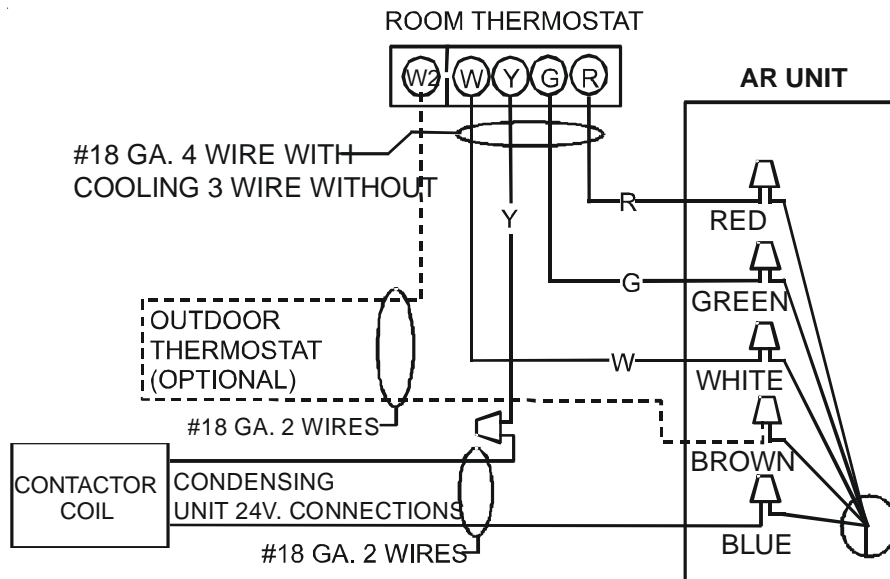 ROOM THERMOSTAT
W2 W Y G R
AR UNIT
#18 GA. 4 WIRE WITH
COOLING 3 WIRE WITHOUT
R
RED
Y
G
GREEN
OUTDOOR
THERMOSTAT
(OPTIONAL)
W
WHITE
#18 GA. 2 WIRES
BROWN
CONTACTOR
COIL
CONDENSING
UNIT 24V. CONNECTIONS
BLUE
#18 GA. 2 WIRES